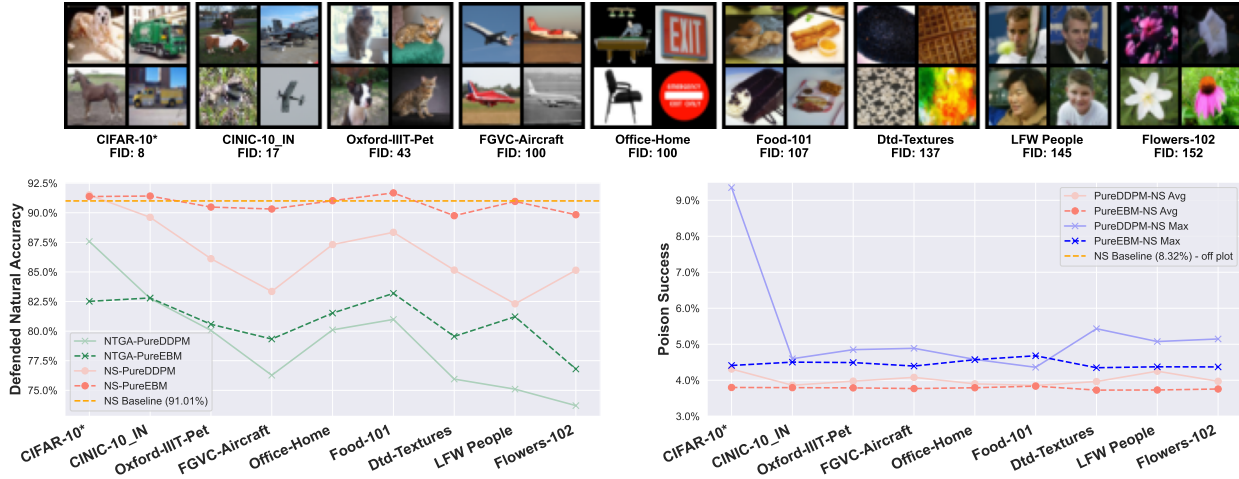 EXIT
EMERGENCY
EXIT ONLY
CIFAR-10* CINIC-10_IN Oxford-IIIT-Pet FGVC-Aircraft Office-Home Food-101 Dtd-Textures LFW People Flowers-102
FID: 8 FID: 17 FID: 43 FID: 100 FID: 100 FID: 107 FID: 137 FID: 145 FID: 152
Defended Natural Accuracy
92.5%
90.0%
87.5%
85.0%
82.5%
80.0%
77.5%
75.0%
NTGA-PureDDPM
NTGA-PureEBM
NS-PureDDPM
NS-PureEBM
NS Baseline (91.01%)
CIFAR-10* CINIC-10_IN Oxford-IIIT-Pet FGVC-Aircraft Office-Home Food-101 Dtd-Textures LFW People Flowers-102
Poison Success
9.0%
8.0%
7.0%
6.0%
5.0%
4.0%
3.0%
PureDDPM-NS Avg
PureEBM-NS Avg
PureDDPM-NS Max
PureEBM-NS Max
NS Baseline (8.32%) - off plot
CIFAR-10* CINIC-10_IN Oxford-IIIT-Pet FGVC-Aircraft Office-Home Food-101 Dtd-Textures LFW People Flowers-102